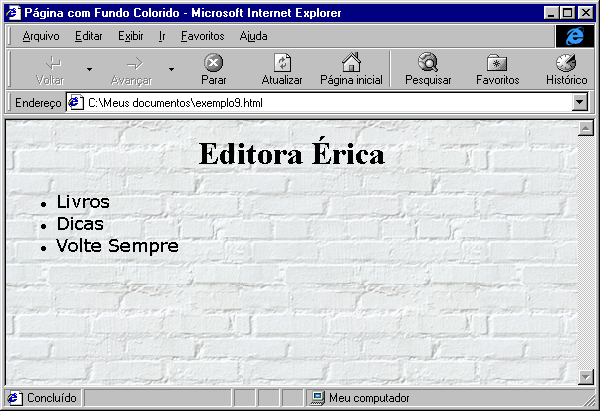 Página com Fundo Colorido - Microsoft Internet Explorer
Arquivo Editar Exibir Ir Favoritos Ajuda
Voltar Avançar Parar Atualizar Página inicial Pesquisar Favoritos Histórico
Endereço C:\Meus documentos\exemplo9.html
Editora Érica
• Livros
• Dicas
• Volte Sempre
Concluído Meu computador